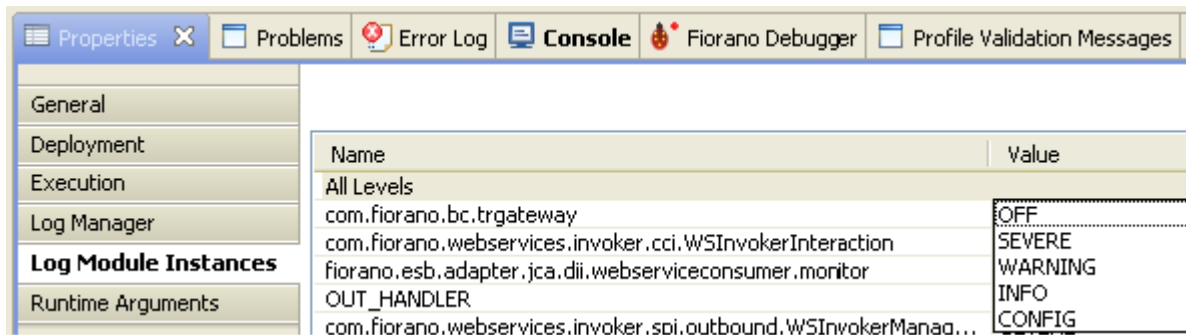 Properties Problems Error Log Console Fiorano Debugger Profile Validation Messages
General
Deployment
Execution
Log Manager
Log Module Instances
Runtime Arguments
Name Value
All Levels
com.fiorano.bc.trgateway
com.fiorano.webservices.invoker.cci.WSInvokerInteraction
fiorano.esb.adapter.jca.dii.webserviceconsumer.monitor
OUT_HANDLER
com.fiorano.webservices.invoker.spi.outbound.WSInvokerManag...
OFF
SEVERE
WARNING
INFO
CONFIG